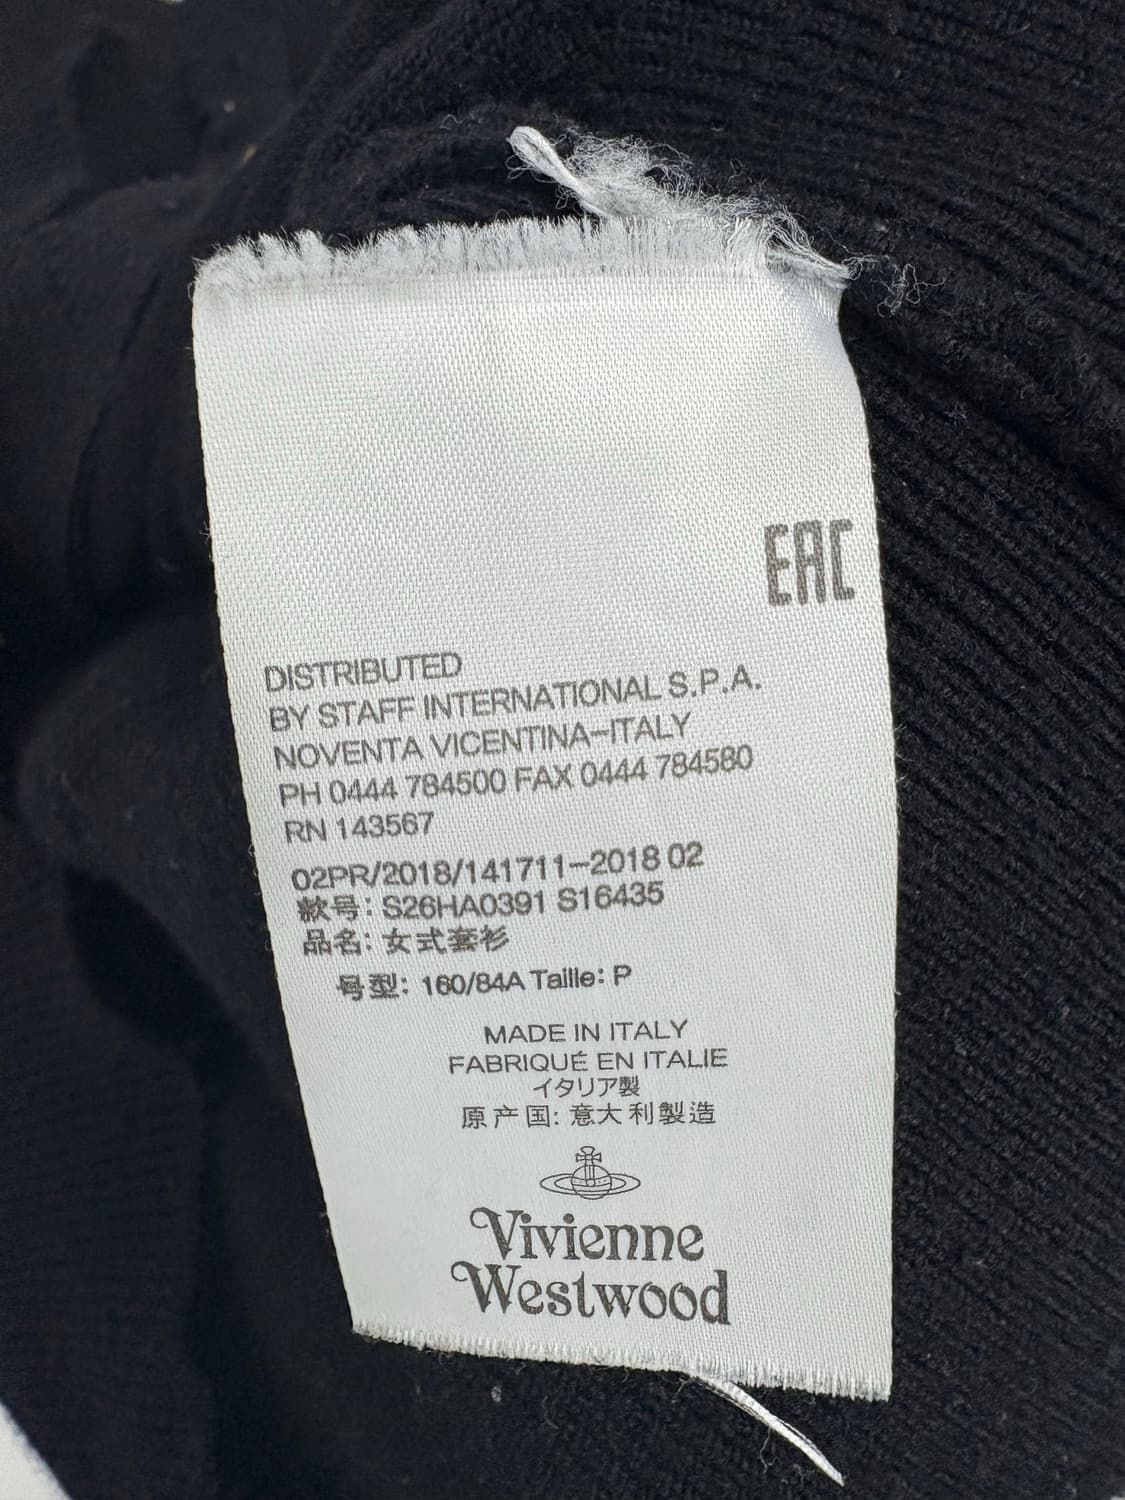 EAC
DISTRIBUTED
BY STAFF INTERNATIONAL S.P.A.
NOVENTA VICENTINA-ITALY
PH 0444 784500 FAX 0444 784580
RN 143567
02PR/2018/141711-2018 02
款号: S26HA0391 S16435
品名: 女式套衫
号型: 160/84A Taille: P
MADE IN ITALY
FABRIQUÉ EN ITALIE
イタリア製
原产国: 意大利製造
Vivienne
Westwood